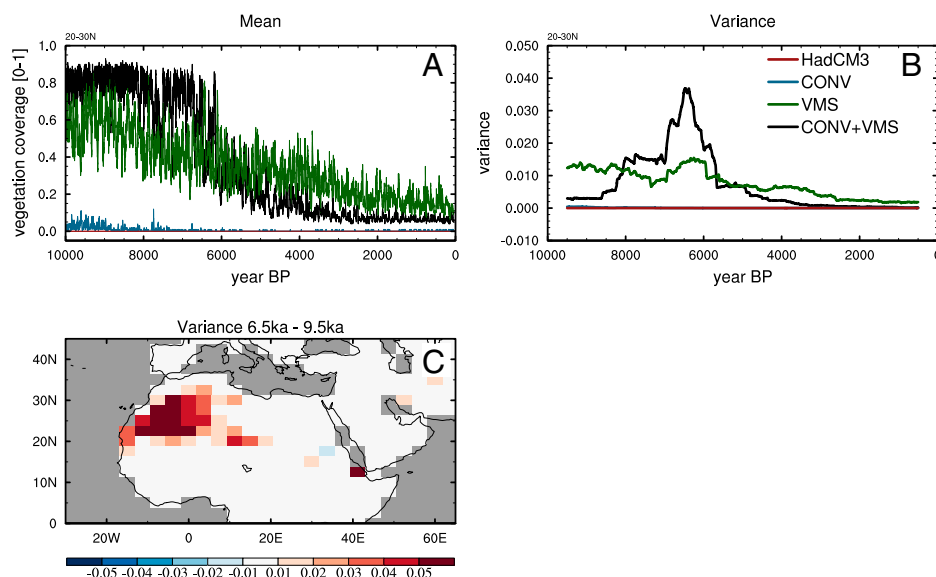 Mean
20-30N
A
vegetation coverage [0-1]
1.0
0.8
0.6
0.4
0.2
0.0
10000 8000 6000 4000 2000 0
year BP
Variance
20-30N
B
variance
0.050
0.040
0.030
0.020
0.010
0.000
-0.010
HadCM3
CONV
VMS
CONV+VMS
10000 8000 6000 4000 2000 0
year BP
Variance 6.5ka - 9.5ka
C
40N
30N
20N
10N
0
20W 0 20E 40E 60E
-0.05 -0.04 -0.03 -0.02 -0.01 0.01 0.02 0.03 0.04 0.05